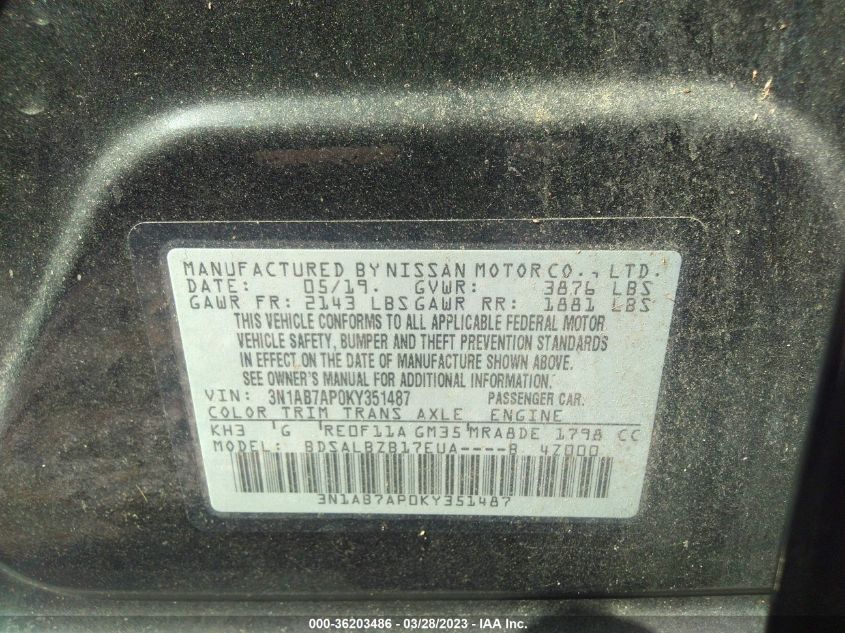 MANUFACTURED BY NISSAN MOTOR CO., LTD.
DATE: 05/19. GVWR: 3876 LBS
GAWR FR: 2143 LBS GAWR RR: 1881 LBS
THIS VEHICLE CONFORMS TO ALL APPLICABLE FEDERAL MOTOR
VEHICLE SAFETY, BUMPER AND THEFT PREVENTION STANDARDS
IN EFFECT ON THE DATE OF MANUFACTURE SHOWN ABOVE.
SEE OWNER'S MANUAL FOR ADDITIONAL INFORMATION.
VIN: 3N1AB7AP0KY351487 PASSENGER CAR.
COLOR TRIM TRANS AXLE ENGINE
KH3 G RE0F11A GM35 MRA8DE 1798 CC
MODEL: BDSALBZB17EUA----B 4Z000
3N1AB7AP0KY351487
000-36203486 - 03/28/2023 - IAA Inc.